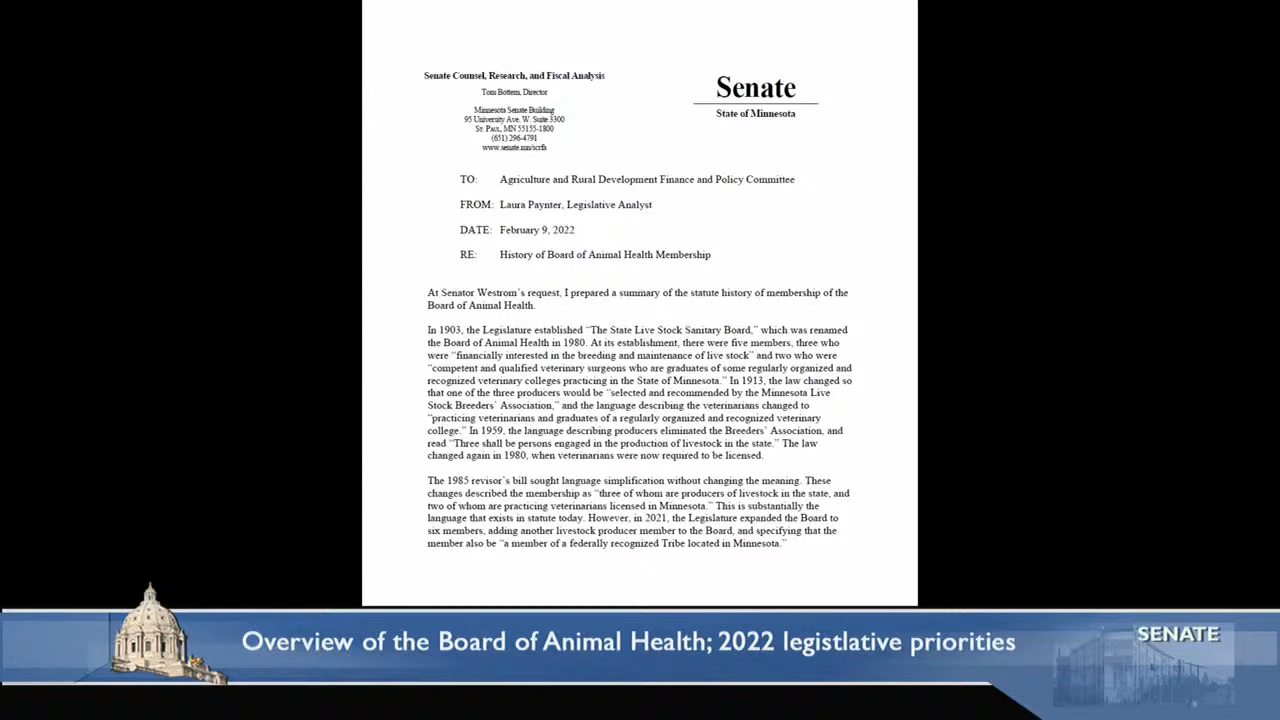 Senate Counsel, Research, and Fiscal Analysis
Tom Bottern, Director
Minnesota Senate Building
95 University Ave. W. Suite 3300
St. Paul, MN 55155-1800
(651) 296-4791
www.senate.mn/scrfa
Senate
State of Minnesota
TO: Agriculture and Rural Development Finance and Policy Committee
FROM: Laura Paynter, Legislative Analyst
DATE: February 9, 2022
RE: History of Board of Animal Health Membership
At Senator Westrom's request, I prepared a summary of the statute history of membership of the
Board of Animal Health.
In 1903, the Legislature established “The State Live Stock Sanitary Board,” which was renamed
the Board of Animal Health in 1980. At its establishment, there were five members, three who
were “financially interested in the breeding and maintenance of live stock” and two who were
“competent and qualified veterinary surgeons who are graduates of some regularly organized and
recognized veterinary colleges practicing in the State of Minnesota.” In 1913, the law changed so
that one of the three producers would be “selected and recommended by the Minnesota Live
Stock Breeders' Association,” and the language describing the veterinarians changed to
“practicing veterinarians and graduates of a regularly organized and recognized veterinary
college.” In 1959, the language describing producers eliminated the Breeders' Association, and
read “Three shall be persons engaged in the production of livestock in the state.” The law
changed again in 1980, when veterinarians were now required to be licensed.
The 1985 revisor's bill sought language simplification without changing the meaning. These
changes described the membership as “three of whom are producers of livestock in the state, and
two of whom are practicing veterinarians licensed in Minnesota.” This is substantially the
language that exists in statute today. However, in 2021, the Legislature expanded the Board to
six members, adding another livestock producer member to the Board, and specifying that the
member also be “a member of a federally recognized Tribe located in Minnesota.”
Overview of the Board of Animal Health; 2022 legistlative priorities
SENATE